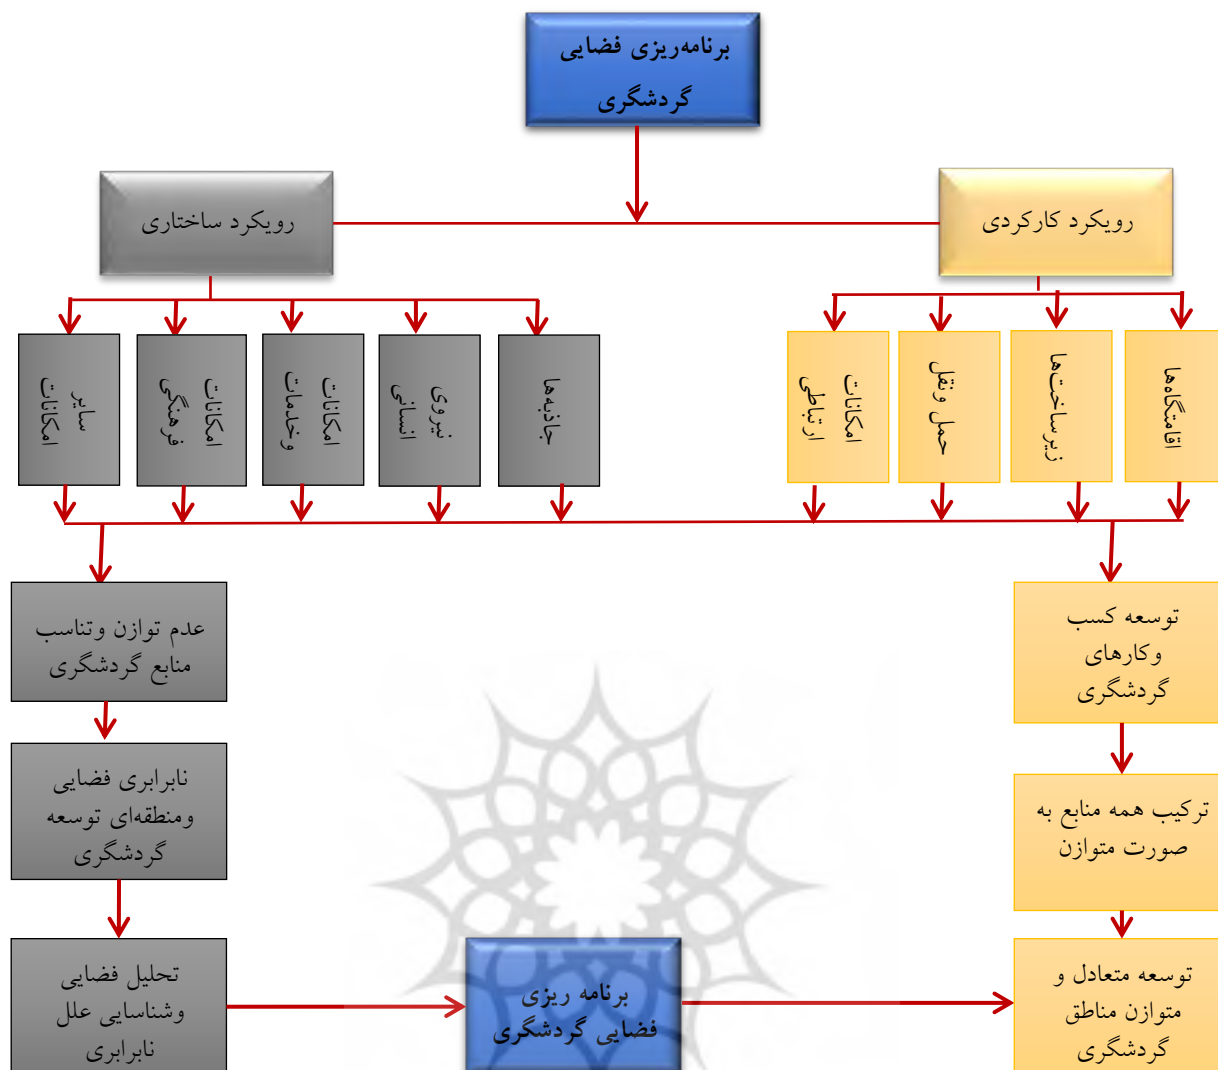 برنامه‌ریزی فضایی
گردشگری
رویکرد کارکردی
رویکرد ساختاری
اقامتگاه‌ها
زیرساخت‌ها
حمل ونقل
امکانات
ارتباطی
جاذبه‌ها
نیروی
انسانی
امکانات
وخدمات
امکانات
فرهنگی
سایر
امکانات
توسعه کسب
وکارهای
گردشگری
عدم توازن وتناسب
منابع گردشگری
ترکیب همه منابع به
صورت متوازن
نابرابری فضایی
ومنطقه‌ای توسعه
گردشگری
توسعه متعادل و
متوازن مناطق
گردشگری
برنامه ریزی
فضایی گردشگری
تحلیل فضایی
وشناسایی علل
نابرابری